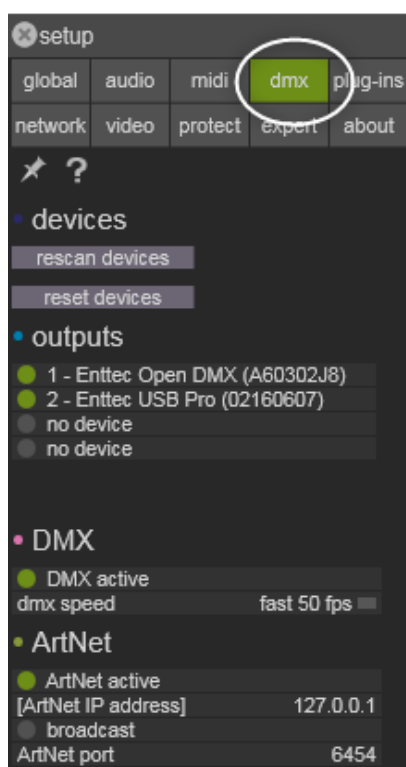 setup
global audio midi dmx plug-ins
network video protect expert about
?
devices
rescan devices
reset devices
outputs
1 - Enttec Open DMX (A60302J8)
2 - Enttec USB Pro (02160607)
no device
no device
DMX
DMX active
dmx speed fast 50 fps
ArtNet
ArtNet active
[ArtNet IP address] 127.0.0.1
broadcast
ArtNet port 6454